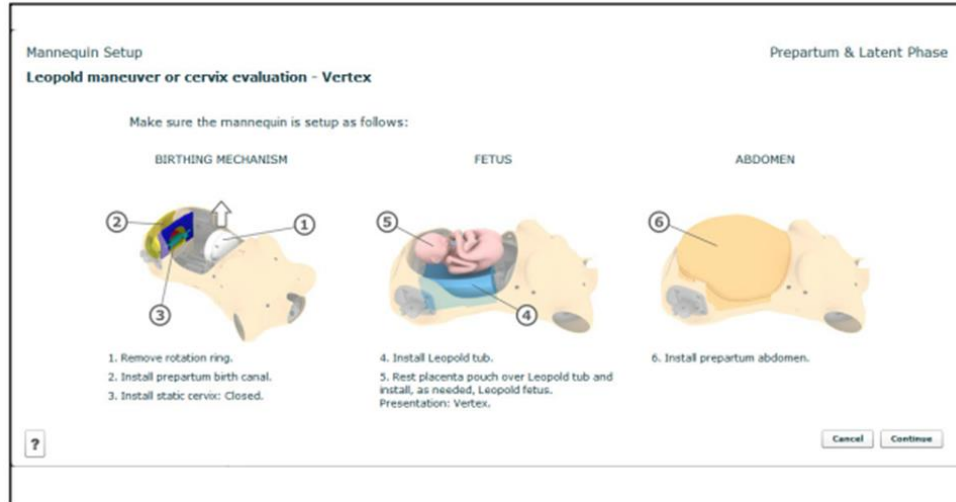 Mannequin Setup
Prepartum & Latent Phase
Leopold maneuver or cervix evaluation - Vertex
Make sure the mannequin is setup as follows:
BIRTHING MECHANISM
2
1
3
1. Remove rotation ring.
2. Install prepartum birth canal.
3. Install static cervix: Closed.
FETUS
5
4
4. Install Leopold tub.
5. Rest placenta pouch over Leopold tub and
install, as needed, Leopold fetus.
Presentation: Vertex.
ABDOMEN
6
6. Install prepartum abdomen.
?
Cancel
Continue